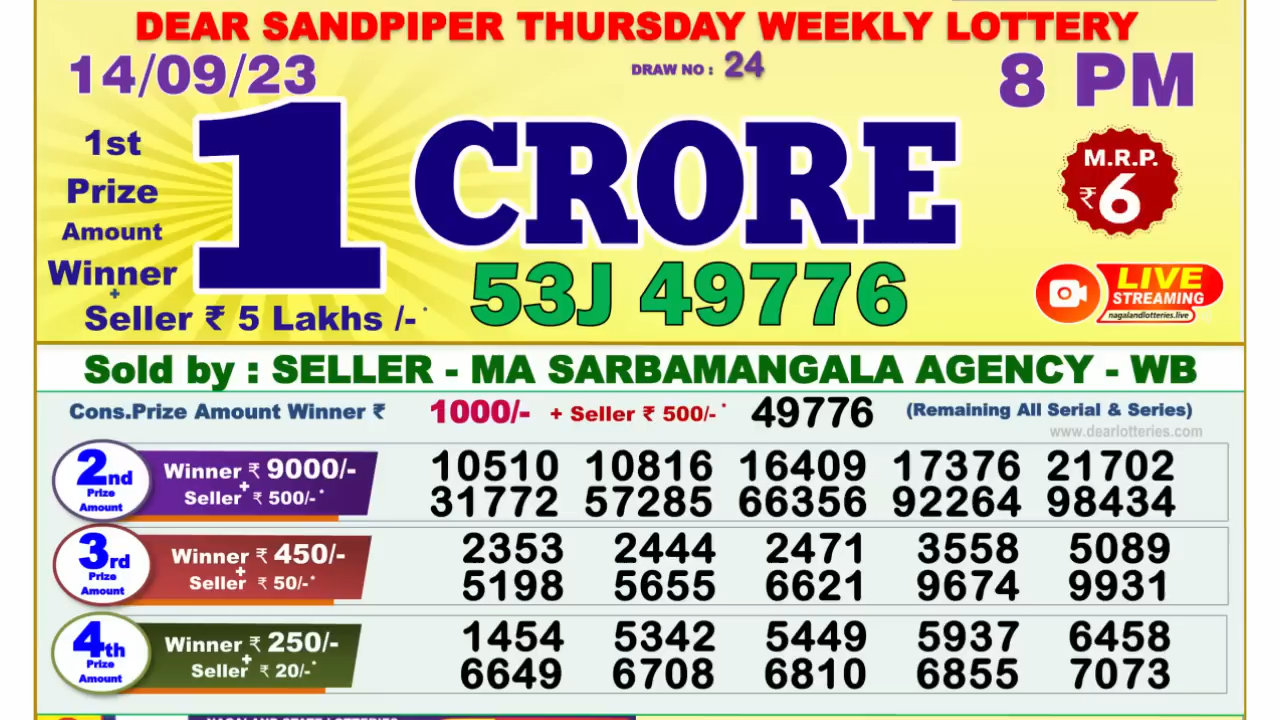 DEAR SANDPIPER THURSDAY WEEKLY LOTTERY
14/09/23
DRAW NO : 24
8 PM
1st
Prize
Amount
Winner
+
Seller ₹ 5 Lakhs /-*
1 CRORE
53J 49776
M.R.P.
₹6
LIVE
STREAMING
nagalandlotteries.live
Sold by : SELLER - MA SARBAMANGALA AGENCY - WB
Cons.Prize Amount Winner ₹ 1000/- + Seller ₹ 500/-* 49776 (Remaining All Serial & Series)
www.dearlotteries.com
2nd
Prize
Amount
Winner ₹ 9000/-
+
Seller ₹ 500/-*
10510 10816 16409 17376 21702
31772 57285 66356 92264 98434
3rd
Prize
Amount
Winner ₹ 450/-
+
Seller ₹ 50/-*
2353 2444 2471 3558 5089
5198 5655 6621 9674 9931
4th
Prize
Amount
Winner ₹ 250/-
+
Seller ₹ 20/-*
1454 5342 5449 5937 6458
6649 6708 6810 6855 7073
NAGALAND STATE LOTTERIES